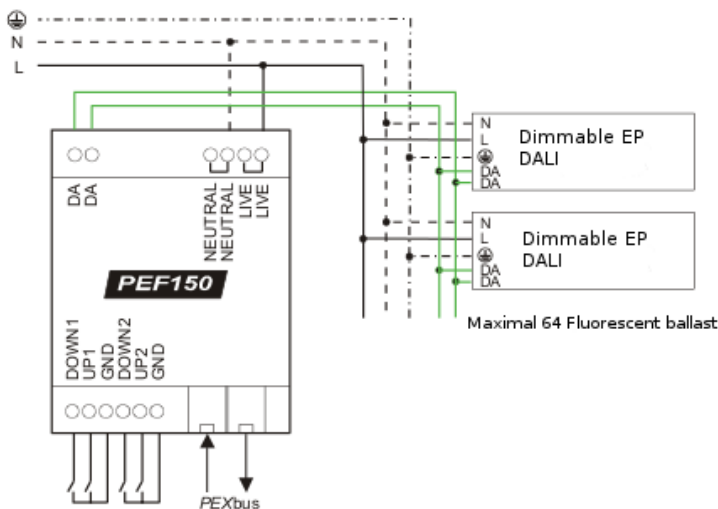 N
L
DA
DA
NEUTRAL
NEUTRAL
LIVE
LIVE
PEF150
DOWN1
UP1
GND
DOWN2
UP2
GND
PEXbus
N
L
DA
DA
Dimmable EP
DALI
N
L
DA
DA
Dimmable EP
DALI
Maximal 64 Fluorescent ballast